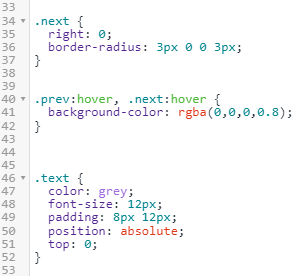 33
34 .next {
35 right: 0;
36 border-radius: 3px 0 0 3px;
37 }
38
39
40 .prev:hover, .next:hover {
41 background-color: rgba(0,0,0,0.8);
42 }
43
44
45
46 .text {
47 color: grey;
48 font-size: 12px;
49 padding: 8px 12px;
50 position: absolute;
51 top: 0;
52 }
53